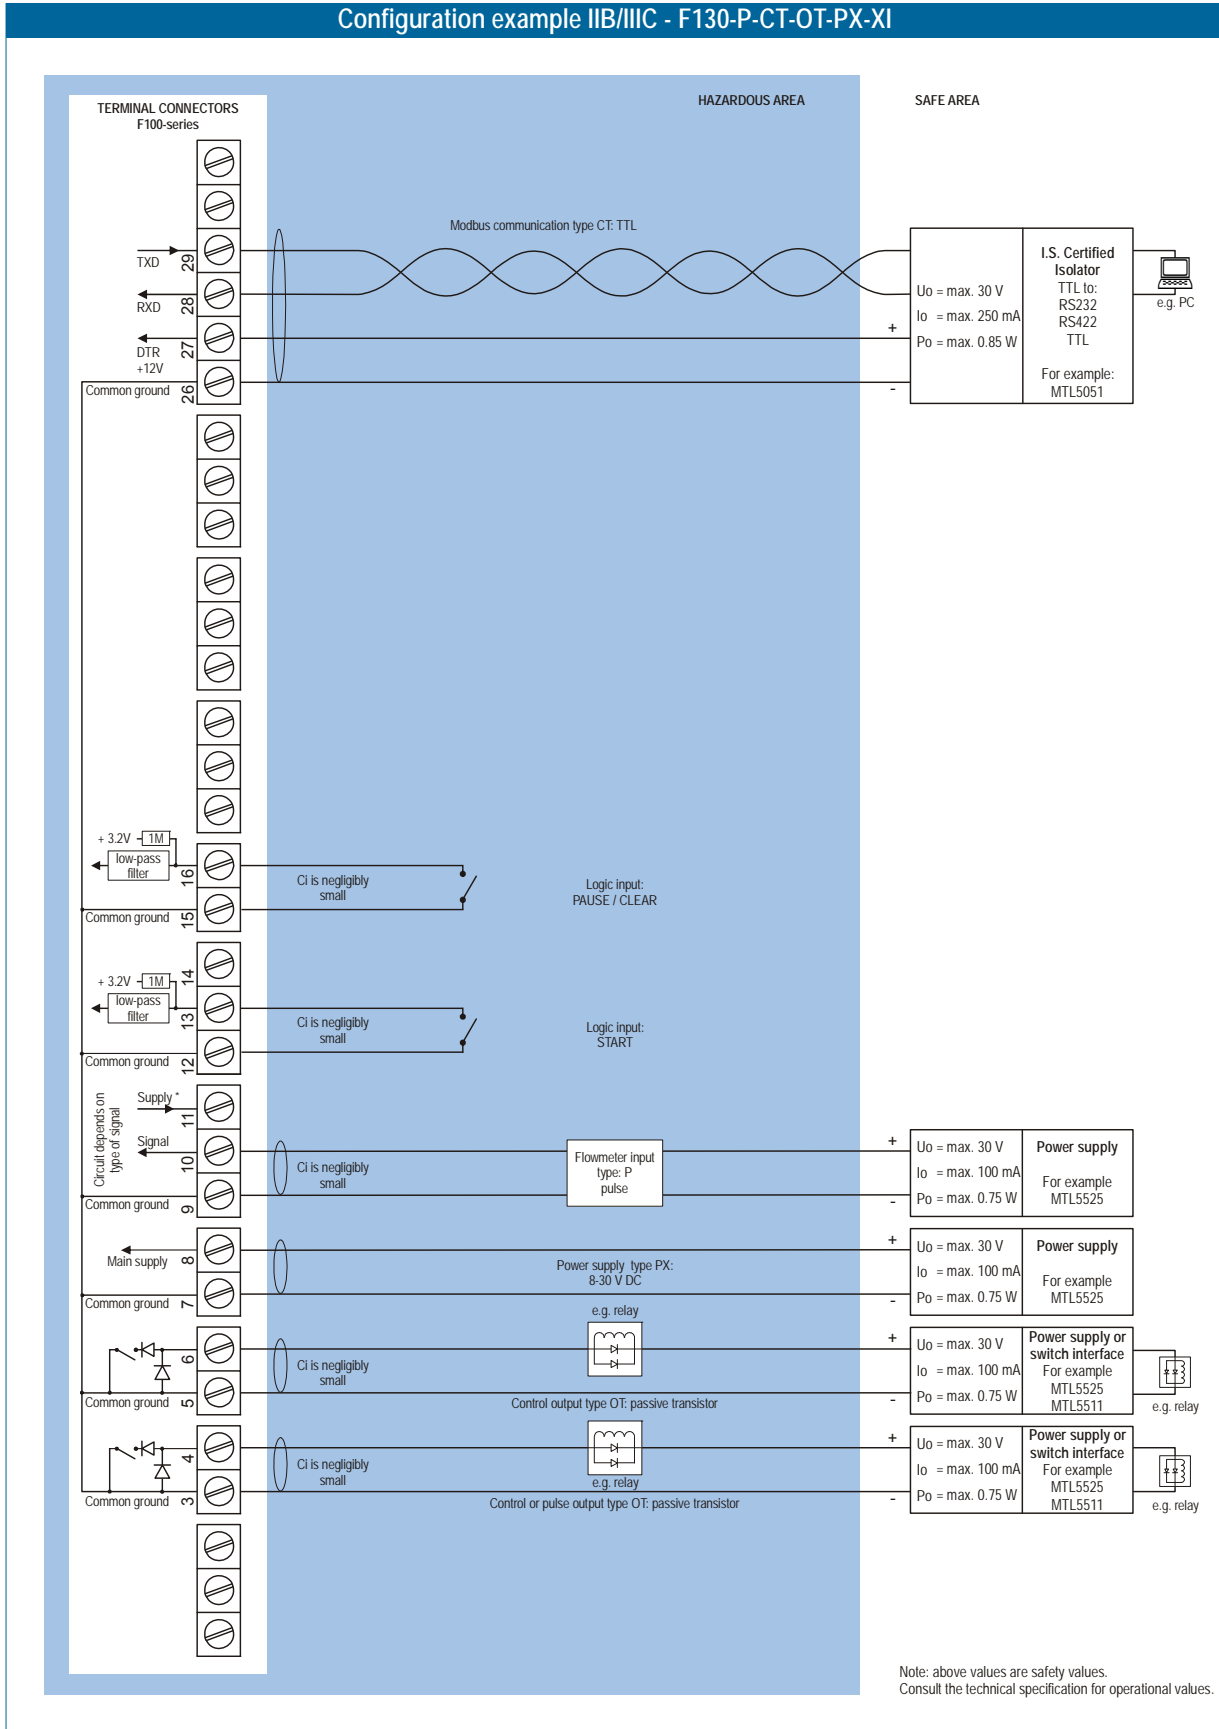 Configuration example IIB/IIIC - F130-P-CT-OT-PX-XI
HAZARDOUS AREA
SAFE AREA
TERMINAL CONNECTORS
F100-series
Modbus communication type CT: TTL
TXD
29
RXD
28
DTR
+12V
27
Common ground
26
+
-
Uo = max. 30 V
Io = max. 250 mA
Po = max. 0.85 W
I.S. Certified
Isolator
TTL to:
RS232
RS422
TTL
For example:
MTL5051
e.g. PC
+ 3.2V
1M
low-pass
filter
16
Common ground
15
Ci is negligibly
small
Logic input:
PAUSE / CLEAR
14
+ 3.2V
1M
low-pass
filter
13
Common ground
12
Ci is negligibly
small
Logic input:
START
Circuit depends on
type of signal
Supply *
11
Signal
10
Common ground
9
Ci is negligibly
small
Flowmeter input
type: P
pulse
+
-
Uo = max. 30 V
Io = max. 100 mA
Po = max. 0.75 W
Power supply
For example
MTL5525
Main supply
8
Common ground
7
Power supply type PX:
8-30 V DC
+
-
Uo = max. 30 V
Io = max. 100 mA
Po = max. 0.75 W
Power supply
For example
MTL5525
6
Common ground
5
Ci is negligibly
small
e.g. relay
Control output type OT: passive transistor
+
-
Uo = max. 30 V
Io = max. 100 mA
Po = max. 0.75 W
Power supply or
switch interface
For example
MTL5525
MTL5511
e.g. relay
4
Common ground
3
Ci is negligibly
small
e.g. relay
Control or pulse output type OT: passive transistor
+
-
Uo = max. 30 V
Io = max. 100 mA
Po = max. 0.75 W
Power supply or
switch interface
For example
MTL5525
MTL5511
e.g. relay
Note: above values are safety values.
Consult the technical specification for operational values.